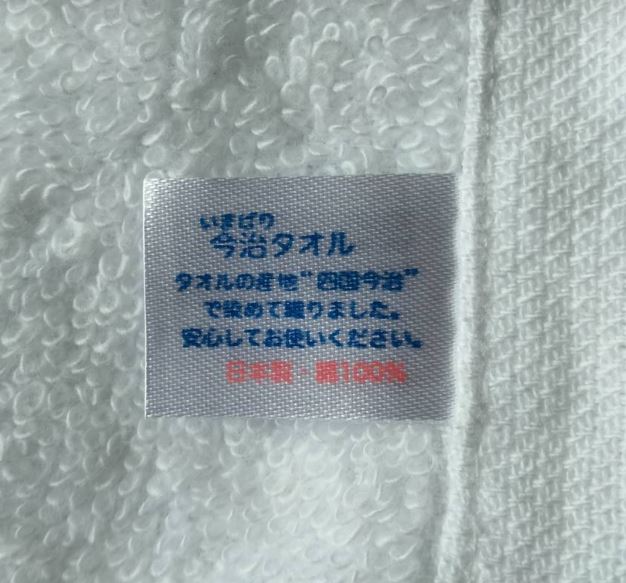 いまばり
今治タオル
タオルの産地"四国今治"
で染めて織りました。
安心してお使いください。
日本製・綿100%